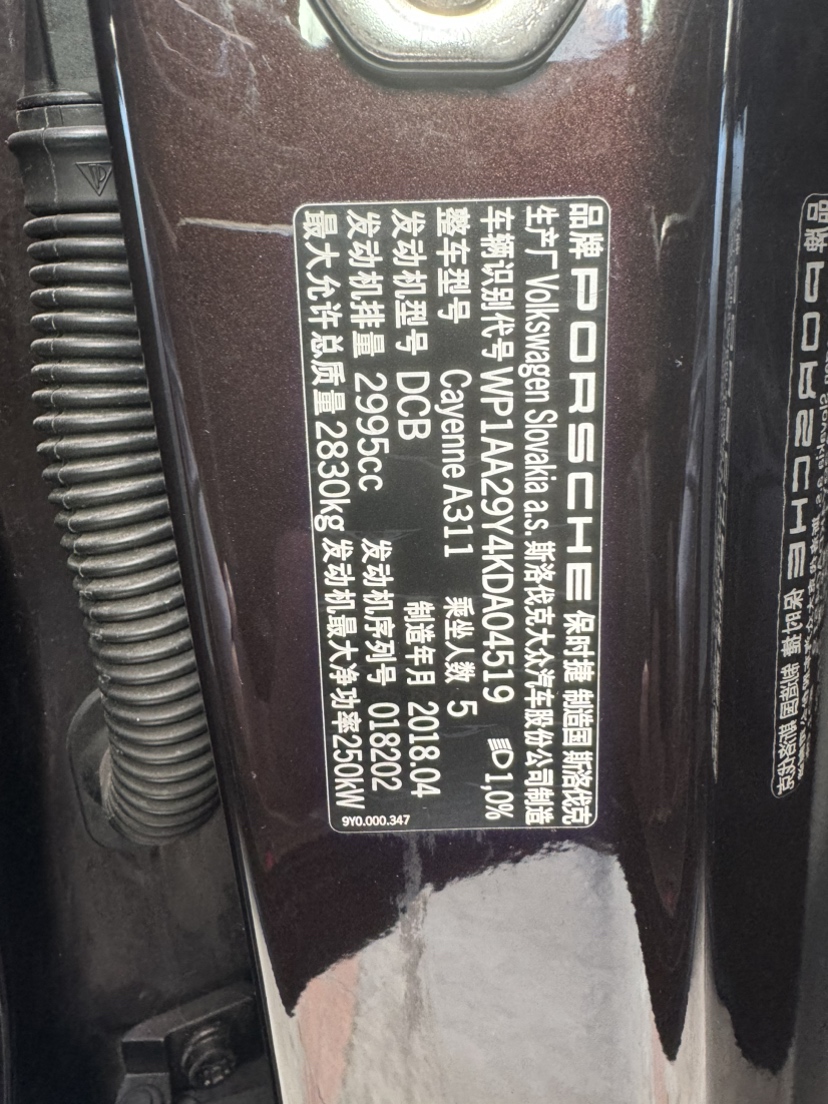 品牌 PORSCHE 保时捷 制造国 斯洛伐克
生产厂 Volkswagen Slovakia a.s. 斯洛伐克大众汽车股份公司制造
车辆识别代号 WP1AA29Y4KDA04519 1,0%
整车型号 Cayenne A311 乘坐人数 5
发动机型号 DCB 制造年月 2018.04
发动机排量 2995cc 发动机序列号 018202
最大允许总质量 2830kg 发动机最大净功率250kW
9Y0.000.347